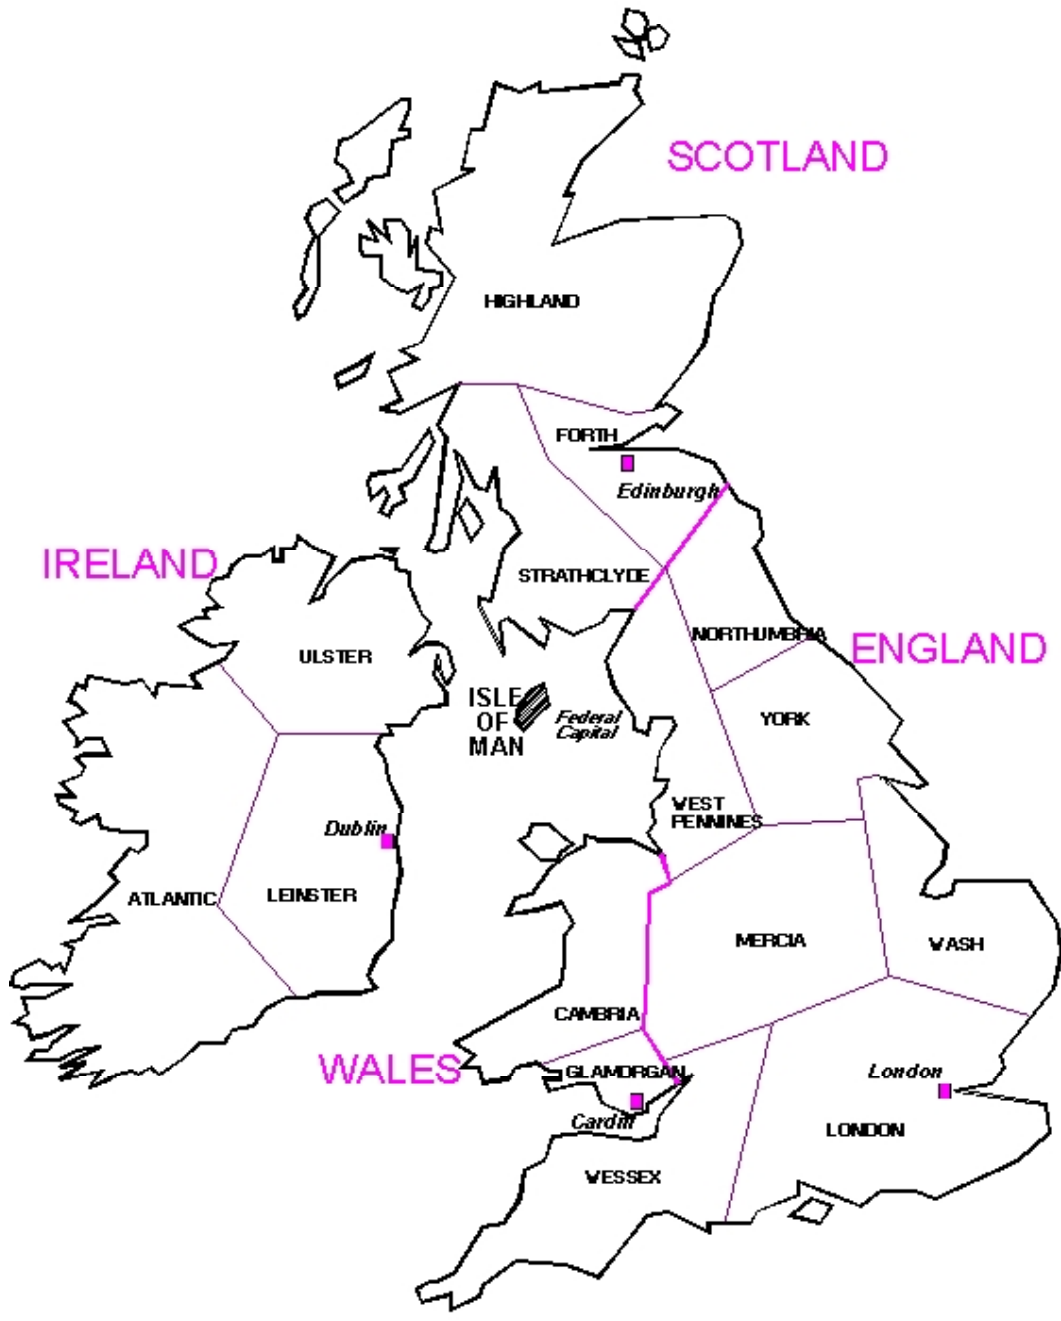 SCOTLAND
HIGHLAND
FORTH
Edinburgh
IRELAND
STRATHCLYDE
NORTHUMBRIA
ENGLAND
ULSTER
ISLE
OF
MAN
Federal
Capital
YORK
WEST
PENNINES
Dublin
ATLANTIC
LEINSTER
MERCIA
WASH
CAMBRIA
WALES
GLAMORGAN
London
Cardiff
LONDON
WESSEX